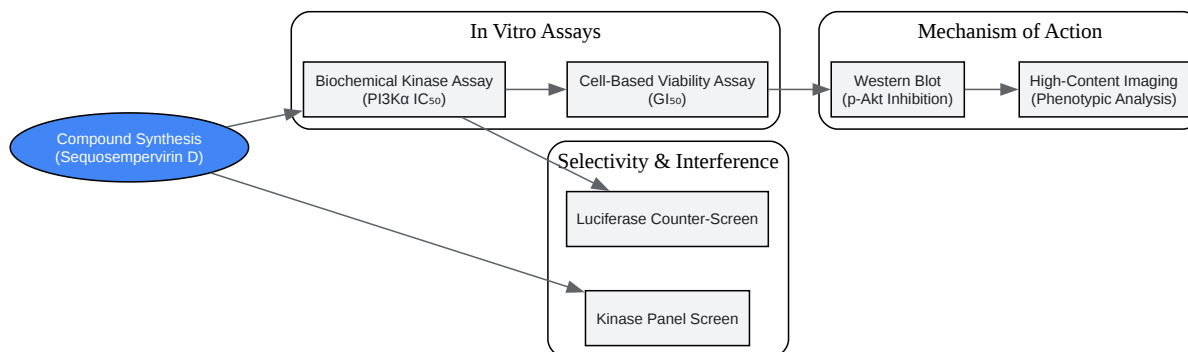 In Vitro Assays
Mechanism of Action
Biochemical Kinase Assay
(PI3Kα IC₅₀)
Cell-Based Viability Assay
(GI₅₀)
Western Blot
(p-Akt Inhibition)
High-Content Imaging
(Phenotypic Analysis)
Compound Synthesis
(Sequosempervirin D)
Selectivity & Interference
Luciferase Counter-Screen
Kinase Panel Screen